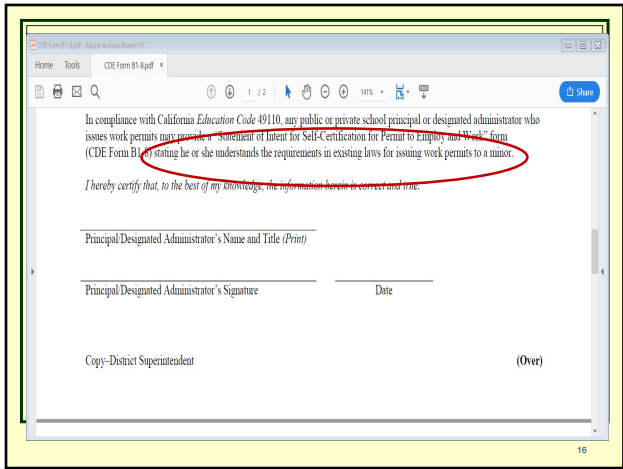 CDE Form B1-8.pdf - Adobe Acrobat Reader DC
Home Tools CDE Form B1-8.pdf ×
1 / 2 141% Share
In compliance with California Education Code 49110, any public or private school principal or designated administrator who
issues work permits may provide a “Statement of Intent for Self-Certification for Permit to Employ and Work” form
(CDE Form B1-8) stating he or she understands the requirements in existing laws for issuing work permits to a minor.
I hereby certify that, to the best of my knowledge, the information herein is correct and true.
Principal/Designated Administrator’s Name and Title (Print)
Principal/Designated Administrator’s Signature Date
Copy–District Superintendent (Over)
16